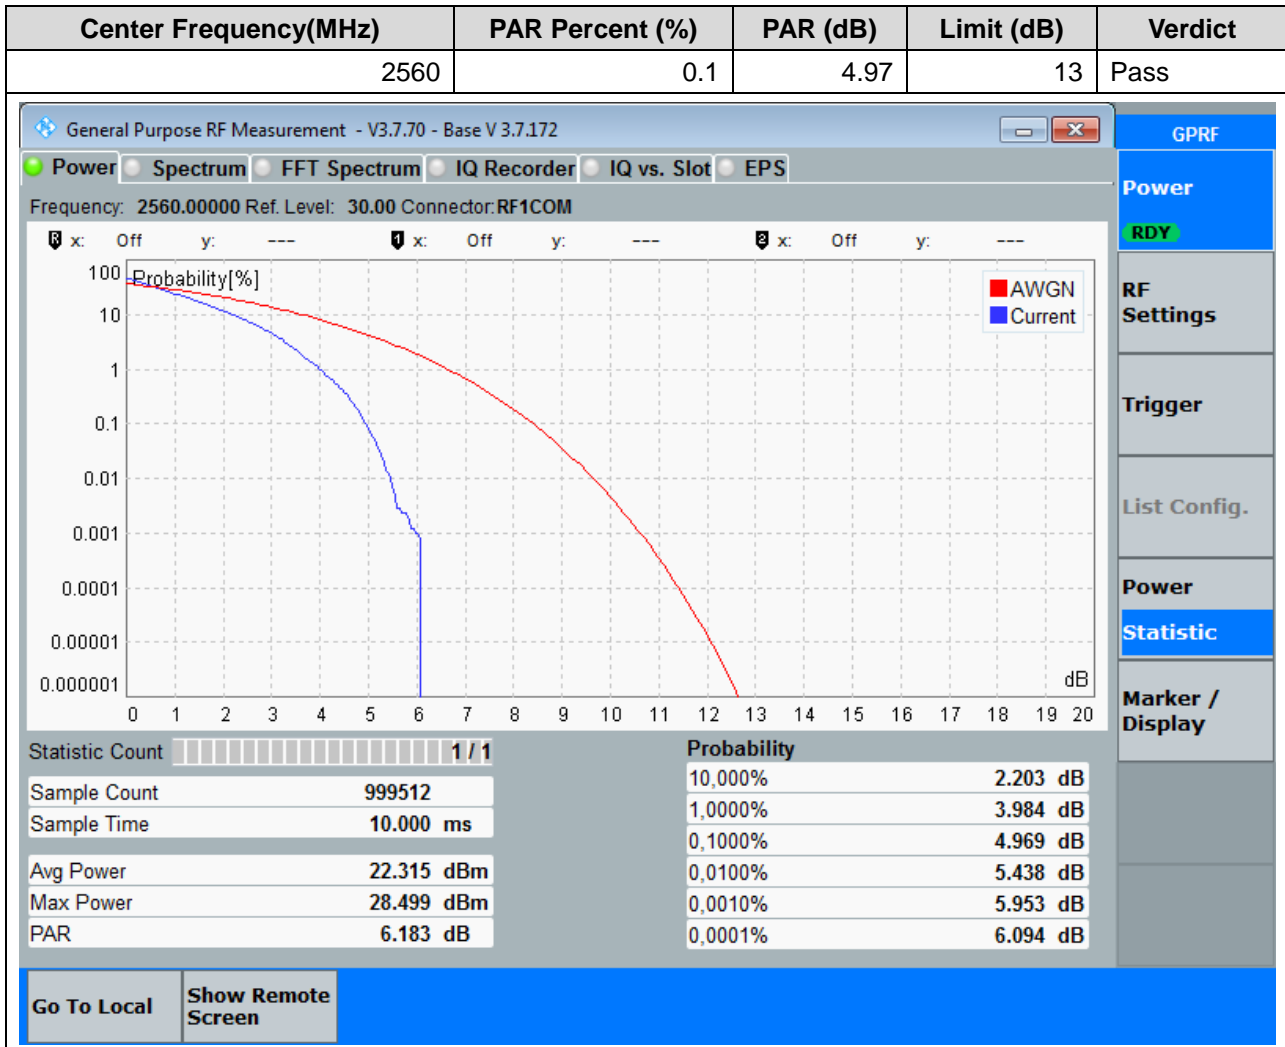 Center Frequency(MHz) PAR Percent (%) PAR (dB) Limit (dB) Verdict
2560 0.1 4.97 13 Pass
General Purpose RF Measurement - V3.7.70 - Base V 3.7.172
GPRF
Power Spectrum FFT Spectrum IQ Recorder IQ vs. Slot EPS
Power
RDY
Frequency: 2560.00000 Ref. Level: 30.00 Connector: RF1COM
R x: Off y: --- 1 x: Off y: --- 2 x: Off y: ---
Probability[%]
AWGN
Current
100
10
1
0.1
0.01
0.001
0.0001
0.00001
0.000001
dB
0 1 2 3 4 5 6 7 8 9 10 11 12 13 14 15 16 17 18 19 20
RF
Settings
Trigger
List Config.
Power
Statistic
Marker /
Display
Statistic Count 1 / 1
Sample Count 999512
Sample Time 10.000 ms
Avg Power 22.315 dBm
Max Power 28.499 dBm
PAR 6.183 dB
Probability
10,000% 2.203 dB
1,0000% 3.984 dB
0,1000% 4.969 dB
0,0100% 5.438 dB
0,0010% 5.953 dB
0,0001% 6.094 dB
Go To Local
Show Remote
Screen